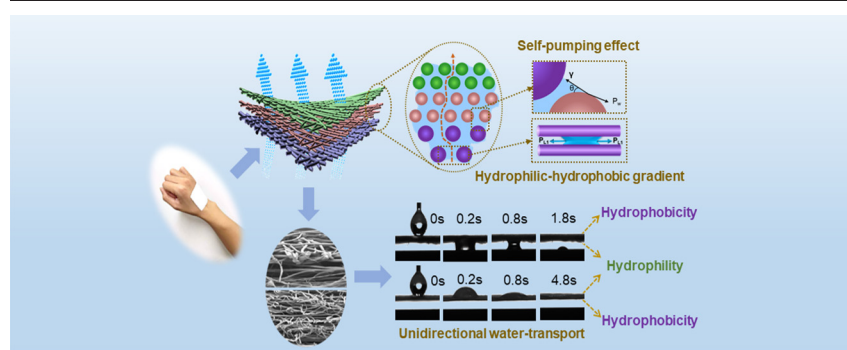 Self-pumping effect
γ
θ
Hydrophilic-hydrophobic gradient
0s 0.2s 0.8s 1.8s
Hydrophobicity
Hydrophility
0s 0.2s 0.8s 4.8s
Hydrophobicity
Unidirectional water-transport